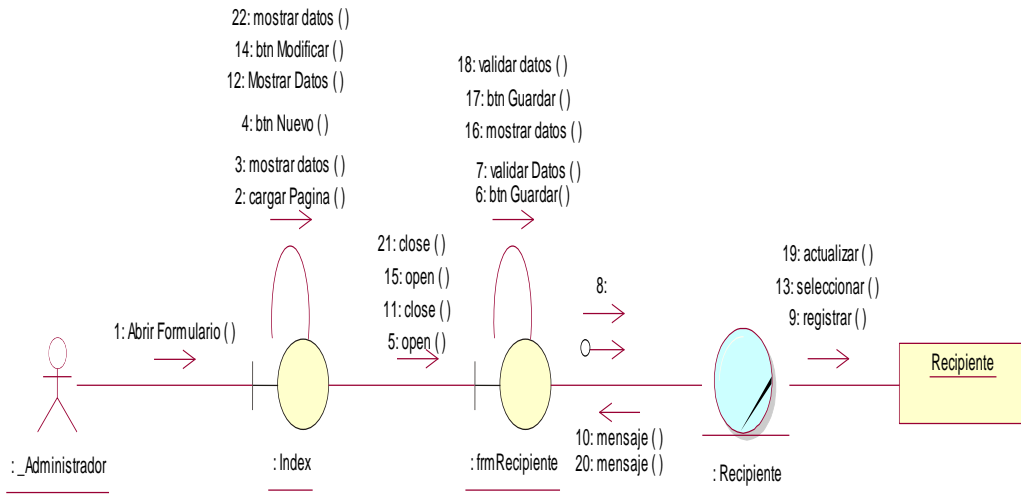 22: mostrar datos ( )
14: btn Modificar ( )
12: Mostrar Datos ( )
4: btn Nuevo ( )
3: mostrar datos ( )
2: cargar Pagina ( )
18: validar datos ( )
17: btn Guardar ( )
16: mostrar datos ( )
7: validar Datos ( )
6: btn Guardar( )
21: close ( )
15: open ( )
11: close ( )
5: open ( )
8:
19: actualizar ( )
13: seleccionar ( )
9: registrar ( )
1: Abrir Formulario ( )
Recipiente
10: mensaje ( )
20: mensaje ( )
: _Administrador
: Index
: frmRecipiente
: Recipiente